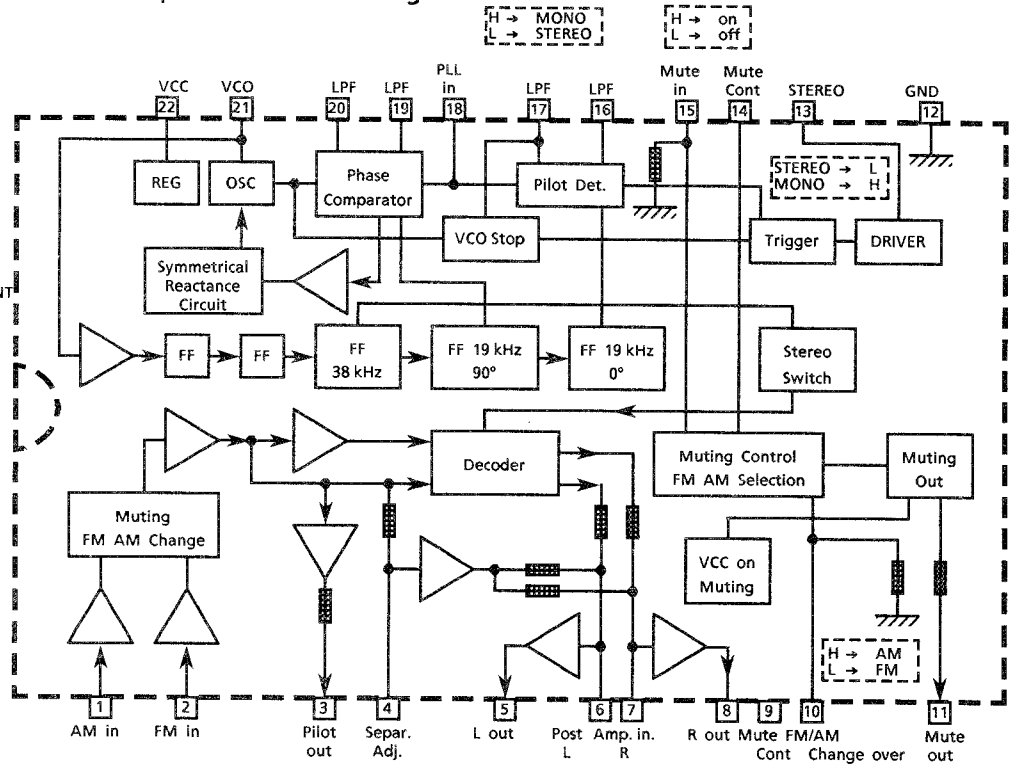 H → MONO
L → STEREO
H → on
L → off
VCC
VCO
LPF
LPF
PLL
in
LPF
LPF
Mute
in
Mute
Cont
STEREO
GND
22
21
20
19
18
17
16
15
14
13
12
REG
OSC
Phase
Comparator
Pilot Det.
STEREO → L
MONO → H
VCO Stop
Trigger
DRIVER
Symmetrical
Reactance
Circuit
NT
FF
FF
FF
38 kHz
FF 19 kHz
90°
FF 19 kHz
0°
Stereo
Switch
Decoder
Muting Control
FM AM Selection
Muting
Out
Muting
FM AM Change
VCC on
Muting
H → AM
L → FM
1
2
3
4
5
6
7
8
9
10
11
AM in
FM in
Pilot
out
Separ.
Adj.
L out
Post Amp. in.
L R
R out
Mute
Cont
FM/AM
Change over
Mute
out